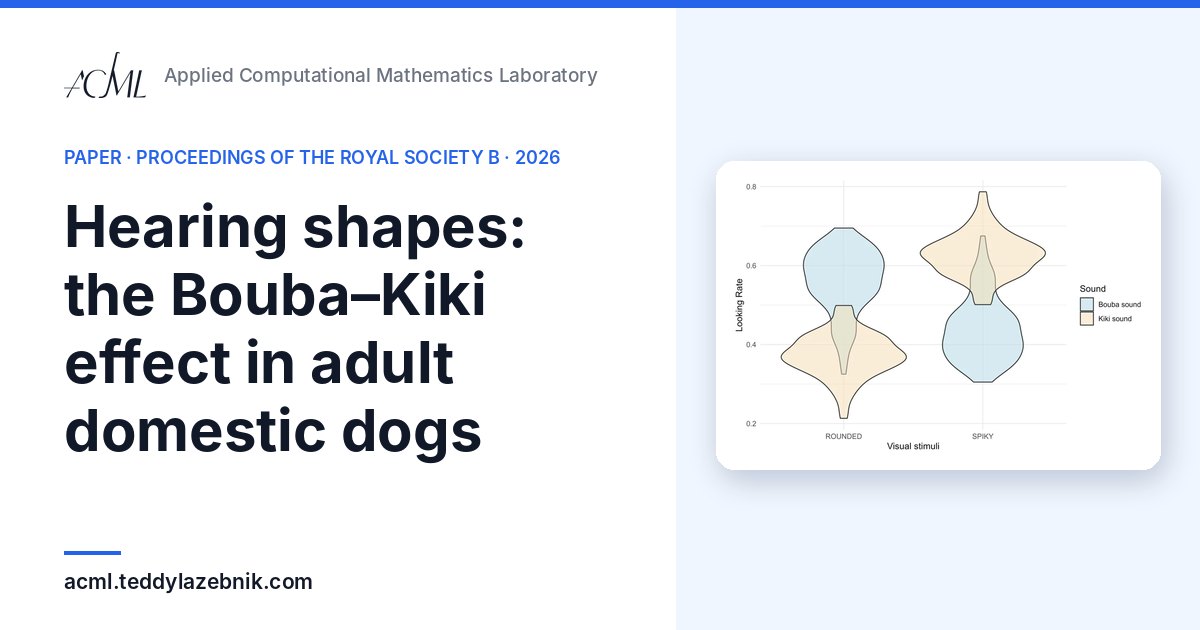 ACML
Applied Computational Mathematics Laboratory
PAPER · PROCEEDINGS OF THE ROYAL SOCIETY B · 2026
Hearing shapes:
the Bouba–Kiki
effect in adult
domestic dogs
acml.teddylazebnik.com
0.8
0.6
0.4
0.2
Looking Rate
ROUNDED
SPIKY
Visual stimuli
Sound
Bouba sound
Kiki sound